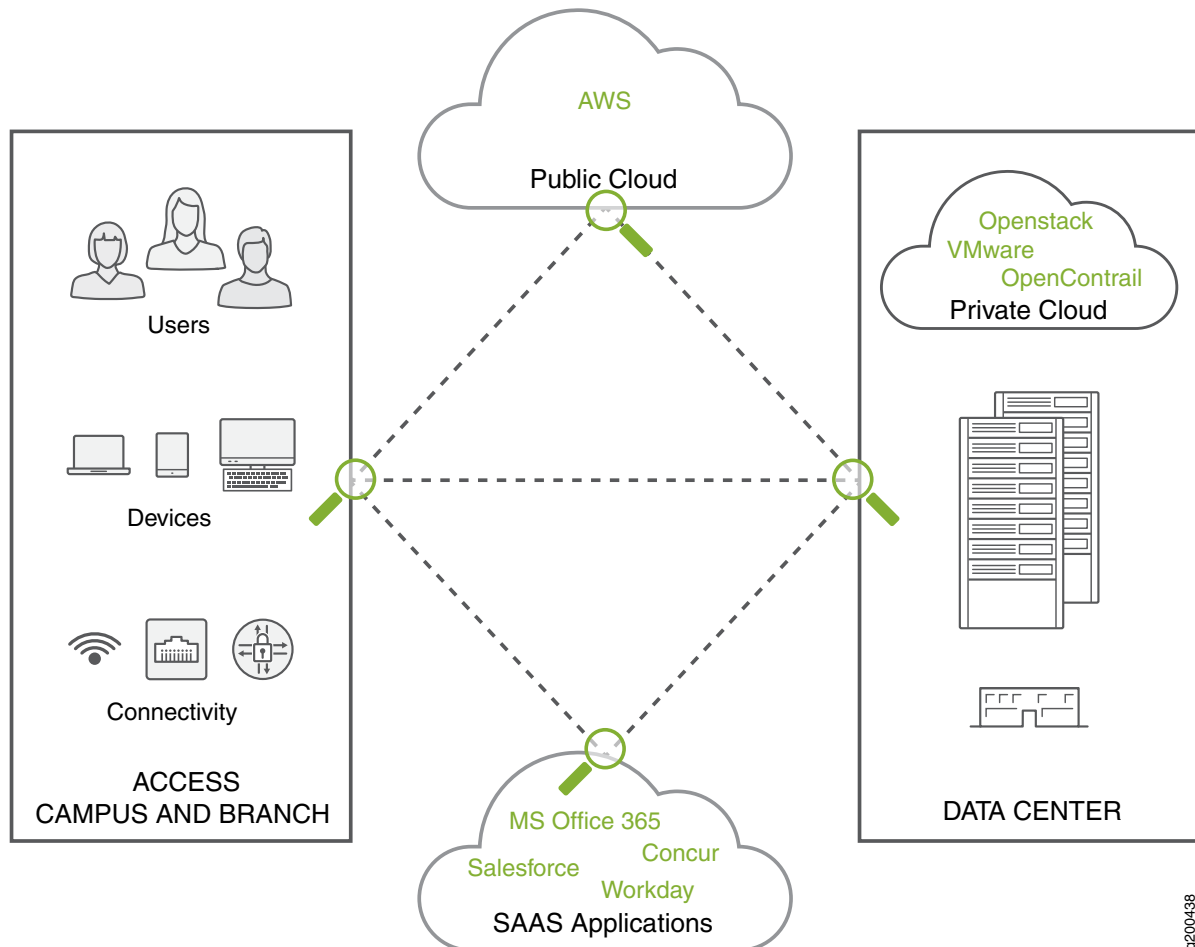 AWS
Public Cloud
Users
Devices
Connectivity
ACCESS
CAMPUS AND BRANCH
Openstack
VMware
OpenContrail
Private Cloud
DATA CENTER
MS Office 365
Concur
Salesforce
Workday
SAAS Applications
g200438